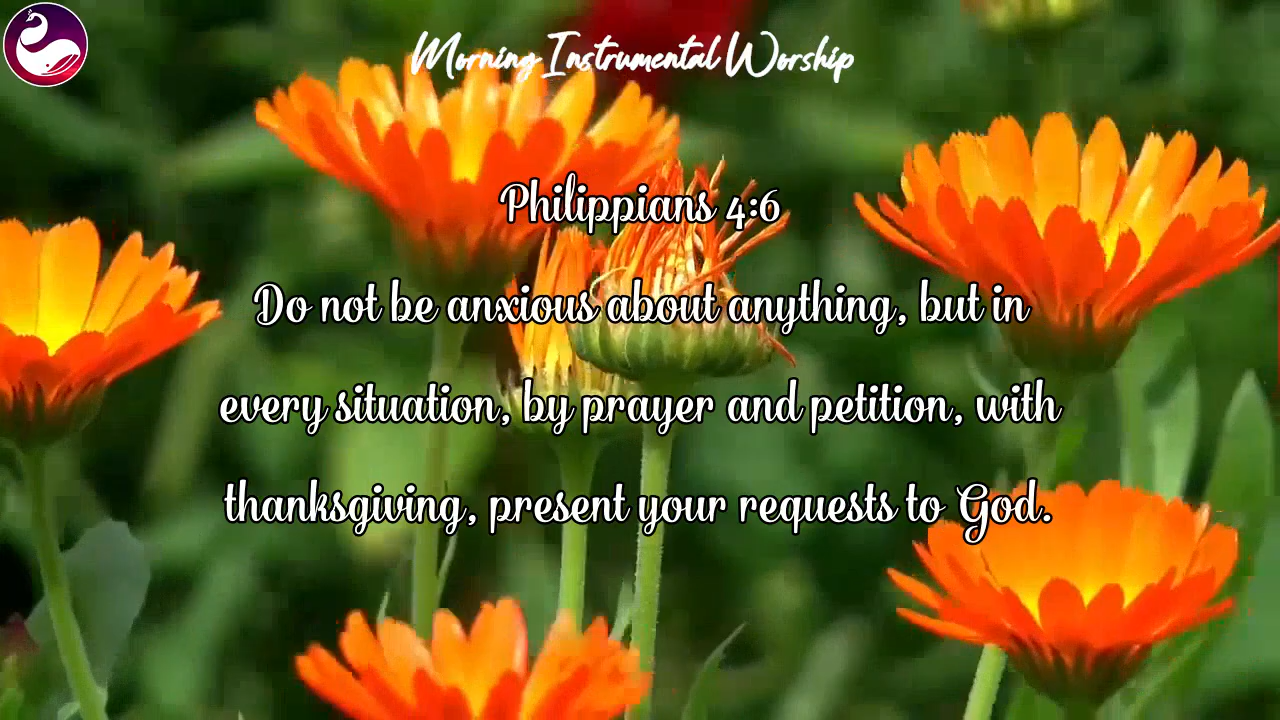 Morning Instrumental Worship
Philippians 4:6
Do not be anxious about anything, but in
every situation, by prayer and petition, with
thanksgiving, present your requests to God.